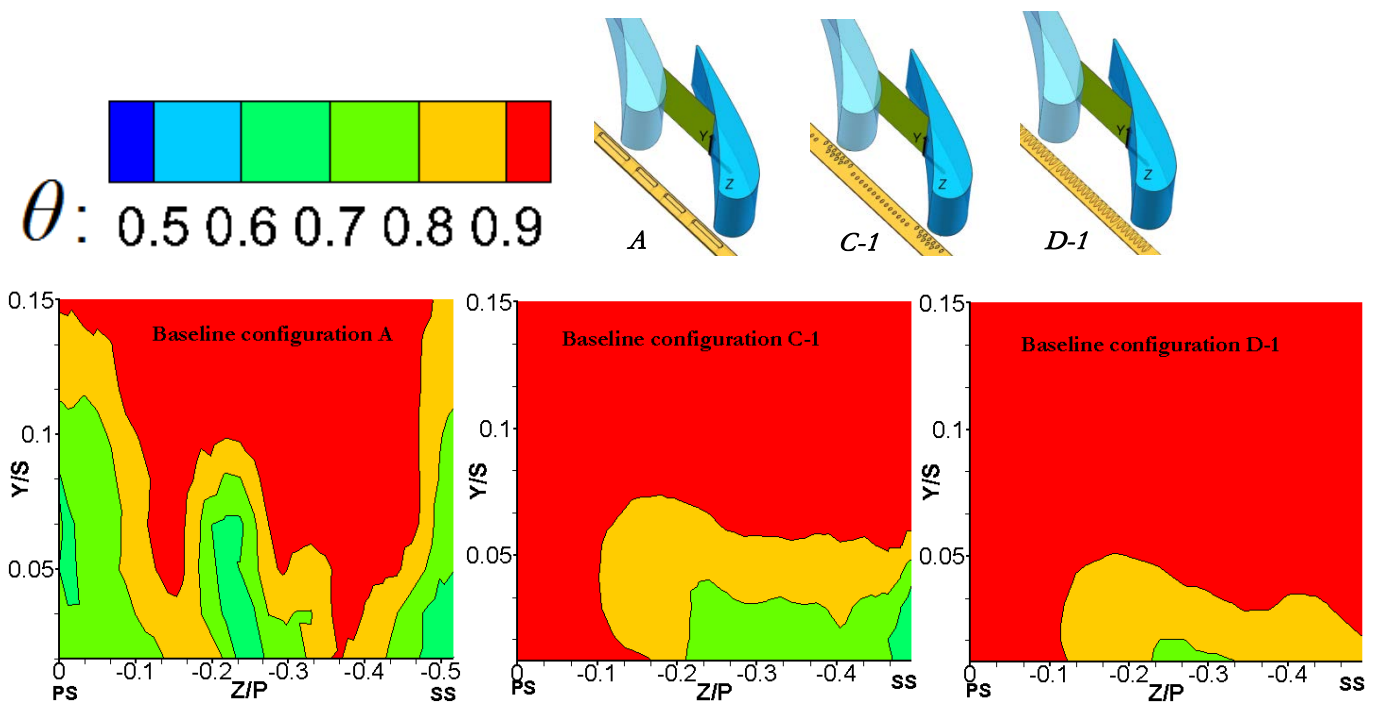 θ: 0.5 0.6 0.7 0.8 0.9
Y
Z
A
Y
Z
C-1
Y
Z
D-1
Baseline configuration A
0.15
0.1
0.05
Y/S
0 -0.1 -0.2 -0.3 -0.4 -0.5
PS Z/P SS
Baseline configuration C-1
0.15
0.1
0.05
Y/S
0 -0.1 -0.2 -0.3 -0.4
PS Z/P SS
Baseline configuration D-1
0.15
0.1
0.05
Y/S
0 -0.1 -0.2 -0.3 -0.4
PS Z/P SS